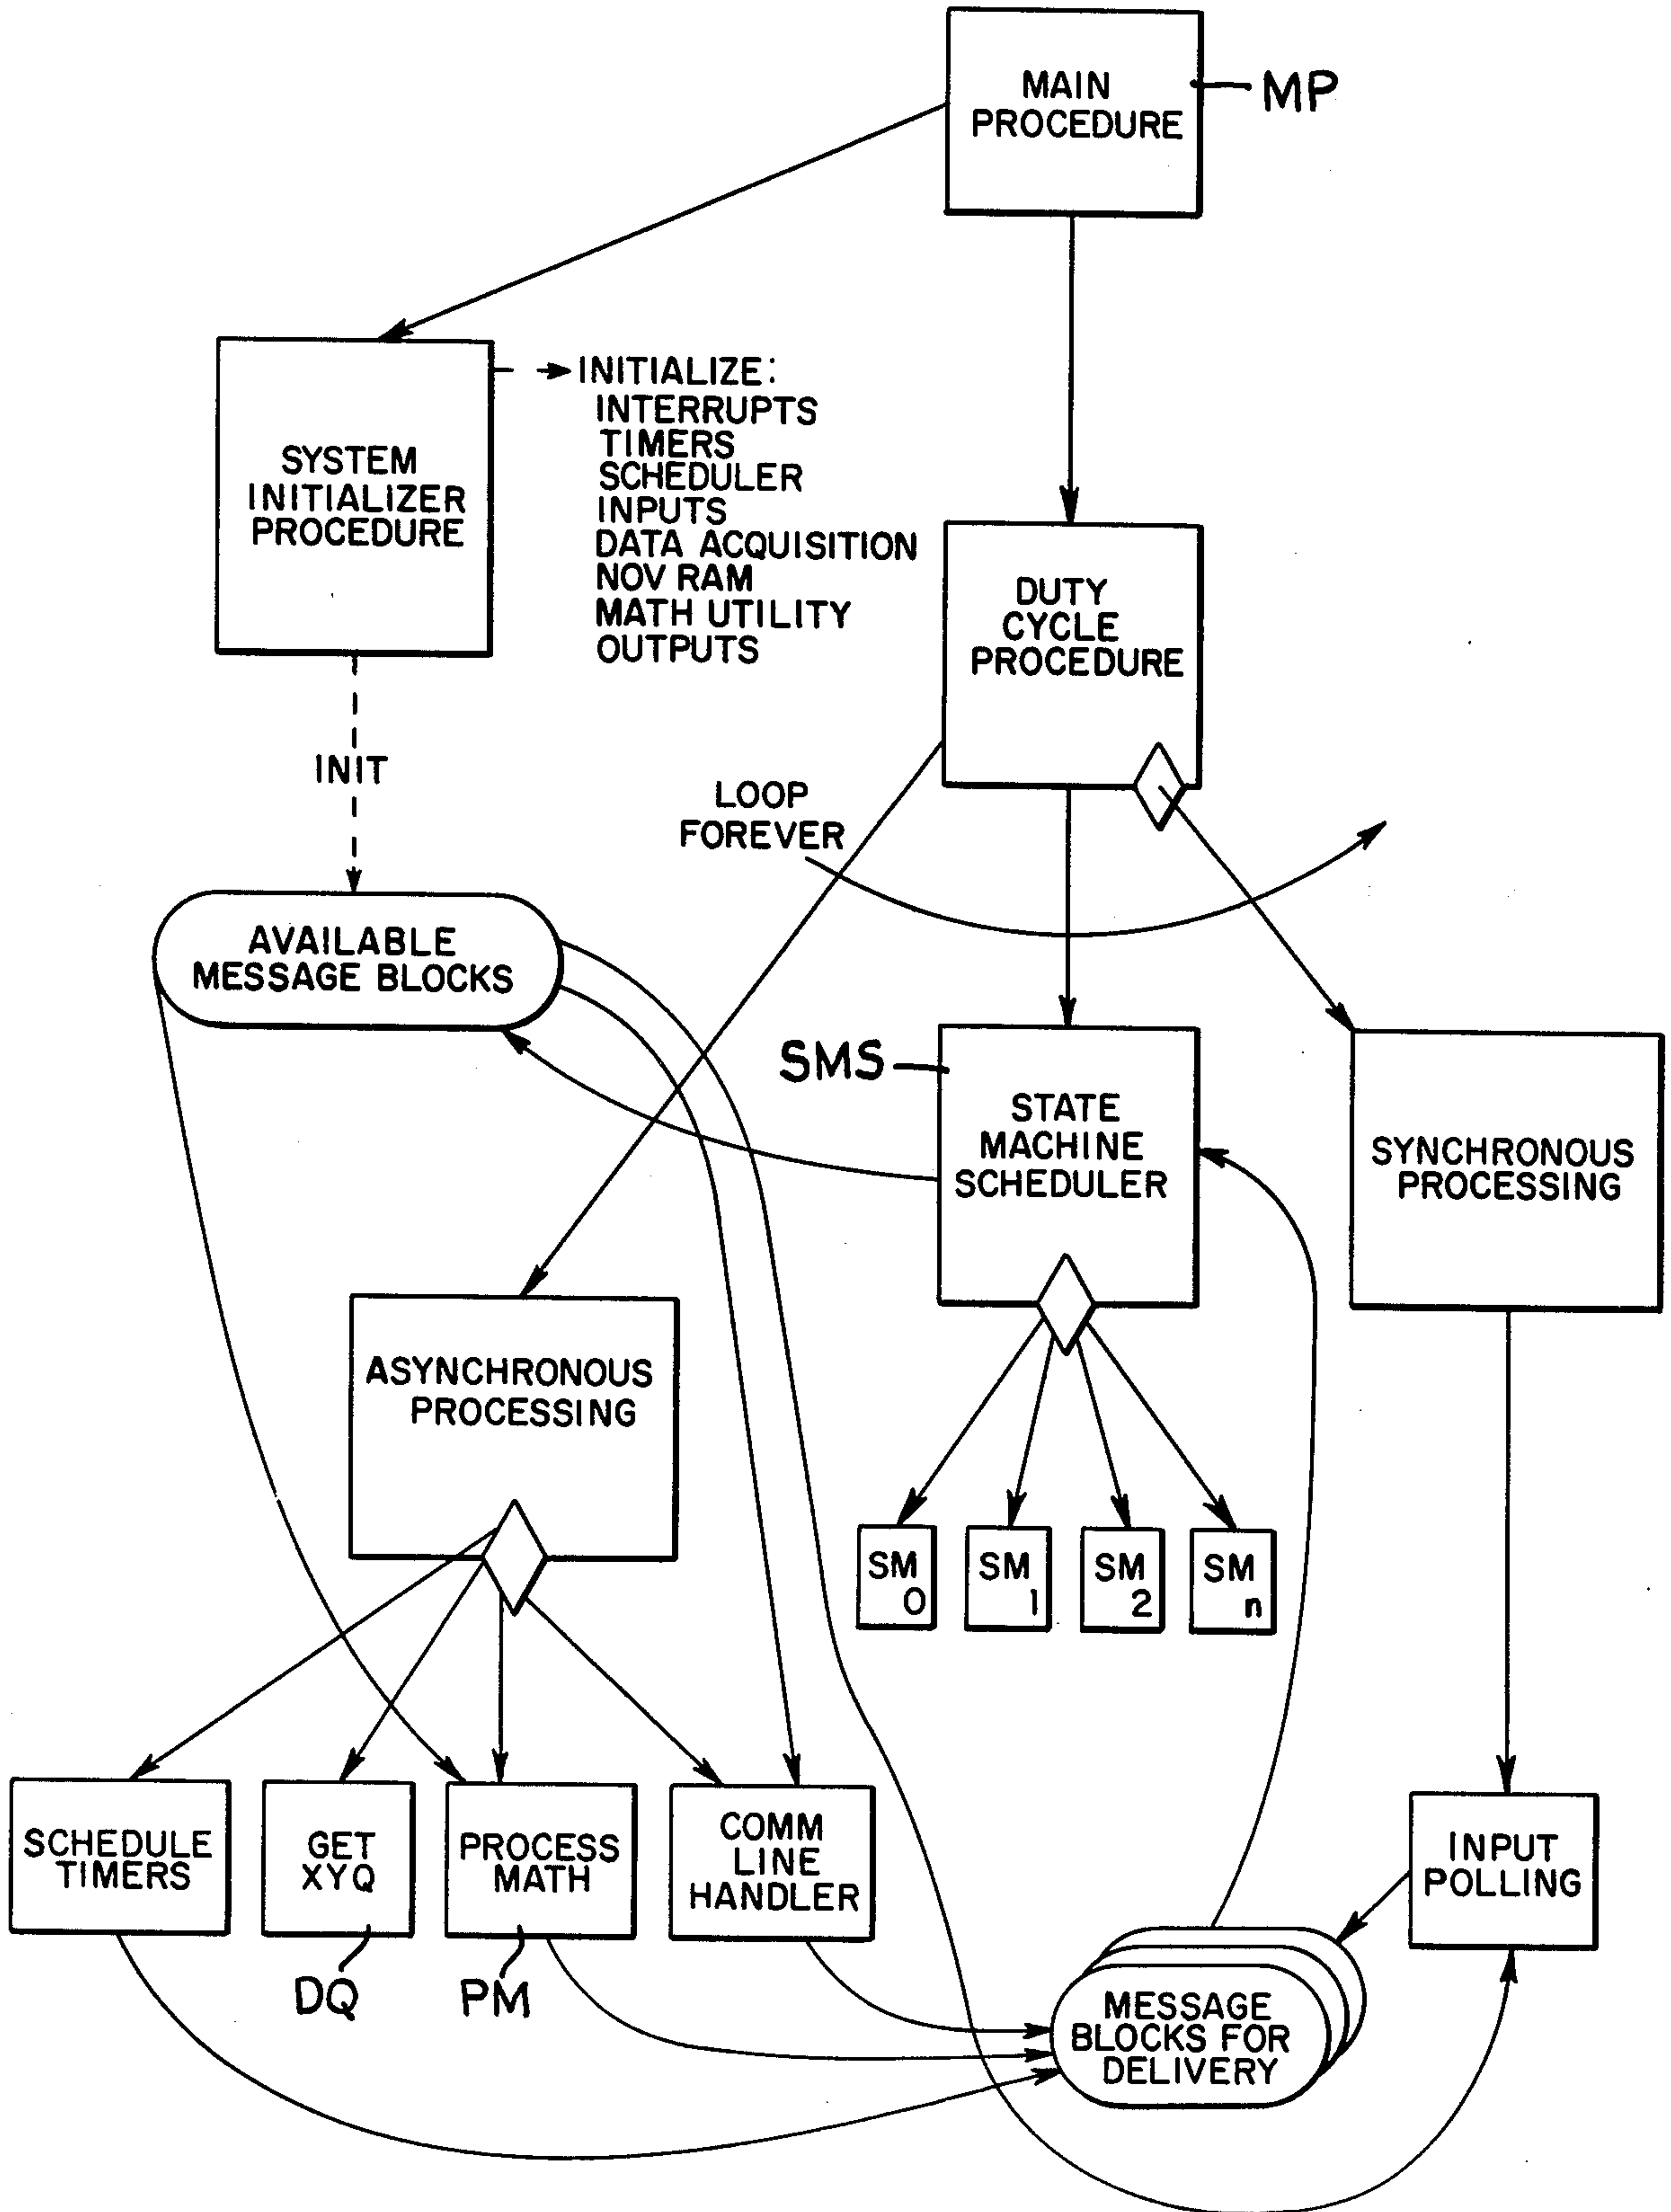 MAIN
PROCEDURE
MP
SYSTEM
INITIALIZER
PROCEDURE
INITIALIZE:
INTERRUPTS
TIMERS
SCHEDULER
INPUTS
DATA ACQUISITION
NOV RAM
MATH UTILITY
OUTPUTS
DUTY
CYCLE
PROCEDURE
INIT
LOOP
FOREVER
AVAILABLE
MESSAGE BLOCKS
SMS
STATE
MACHINE
SCHEDULER
SYNCHRONOUS
PROCESSING
ASYNCHRONOUS
PROCESSING
SM
0
SM
1
SM
2
SM
n
SCHEDULE
TIMERS
GET
XYQ
PROCESS
MATH
COMM
LINE
HANDLER
INPUT
POLLING
DQ
PM
MESSAGE
BLOCKS FOR
DELIVERY